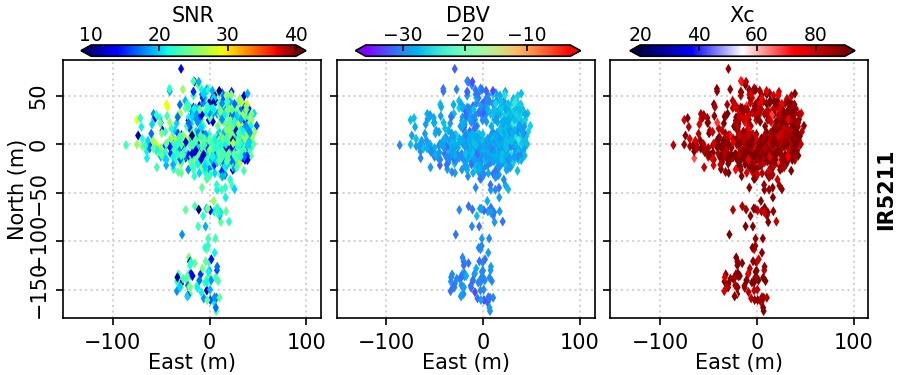 SNR
DBV
Xc
10 20 30 40
−30 −20 −10
20 40 60 80
North (m)
50
0
−50
−100
−150
−100 0 100
−100 0 100
−100 0 100
East (m)
East (m)
East (m)
IR5211